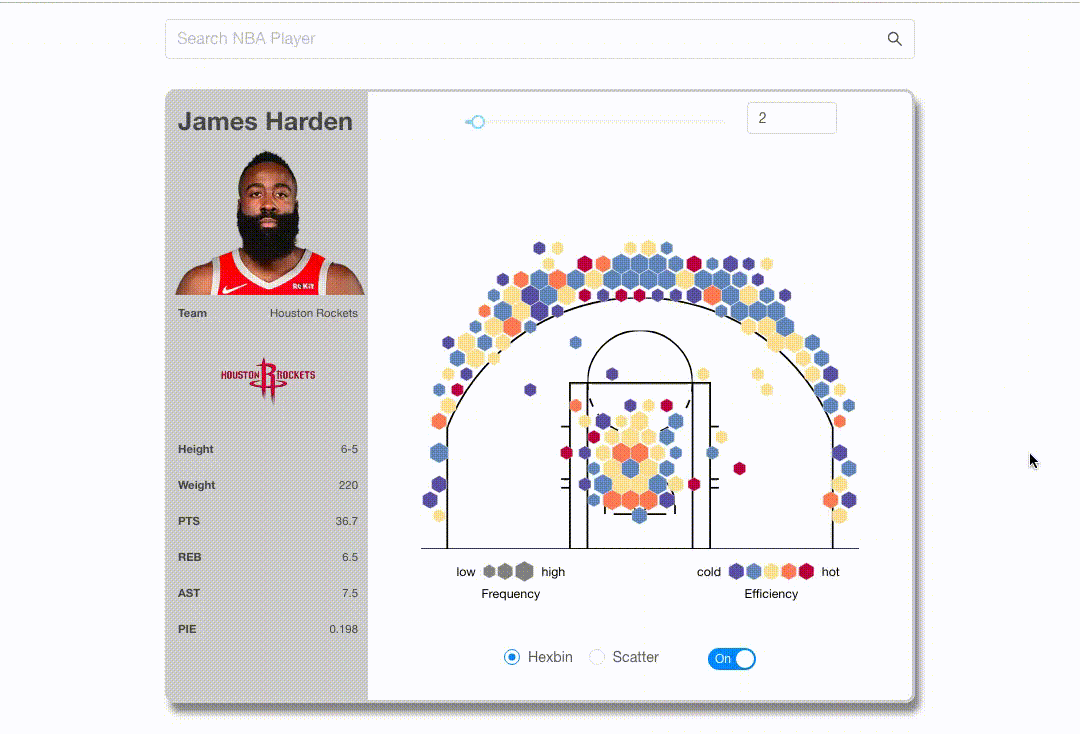 Search NBA Player
James Harden
2
ROKiT
Team Houston Rockets
HOUSTON ROCKETS
Height 6-5
Weight 220
PTS 36.7
REB 6.5
AST 7.5
PIE 0.198
low high
Frequency
cold hot
Efficiency
Hexbin Scatter On